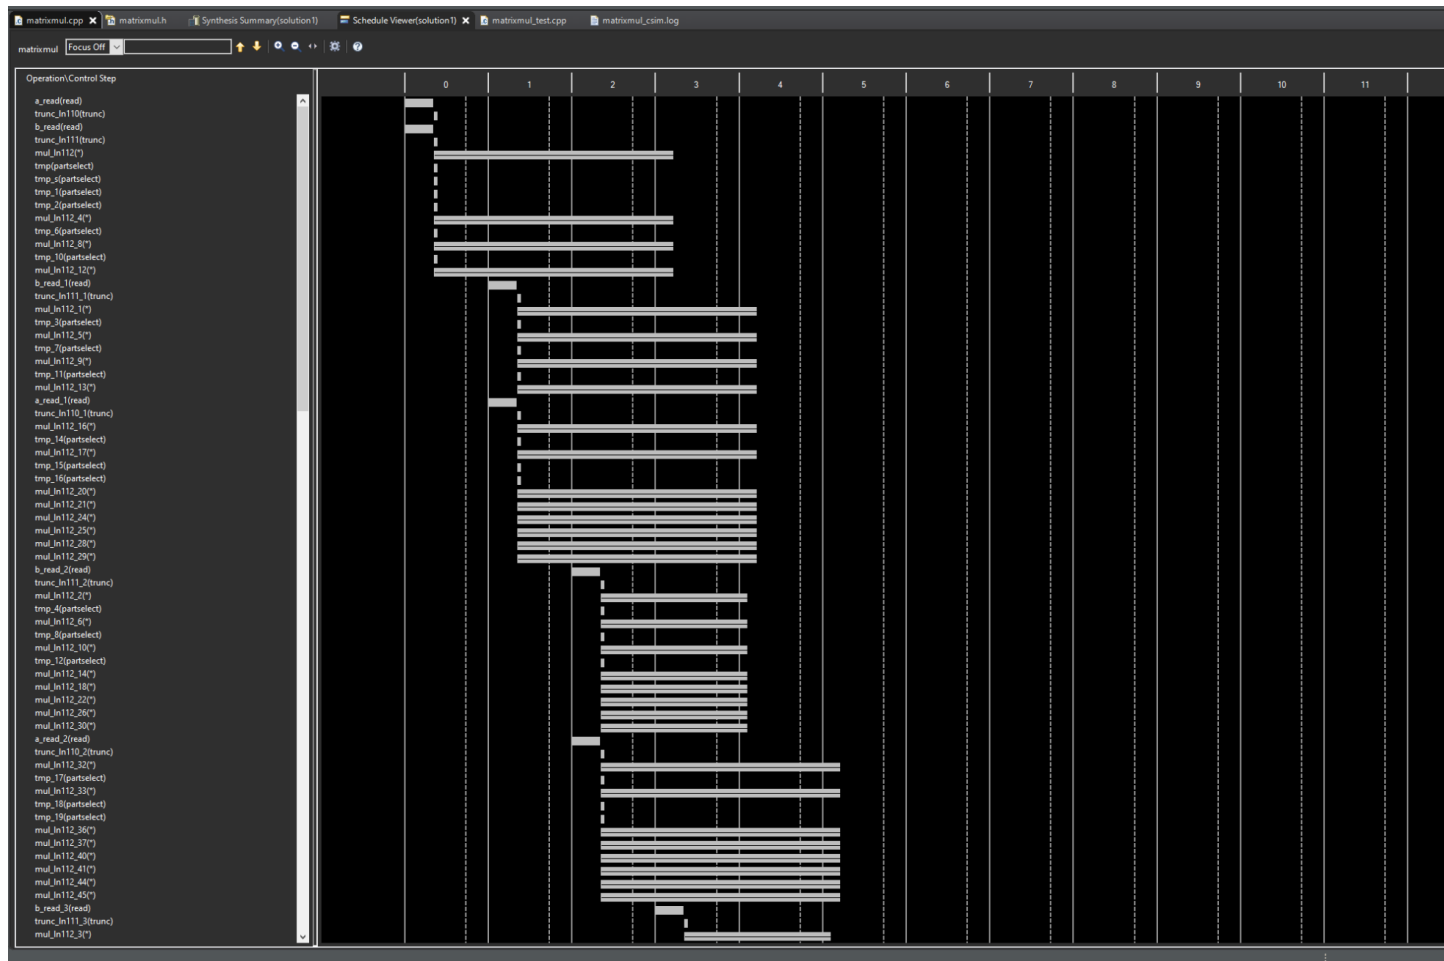 matrixmul.cpp matrixmul.h Synthesis Summary(solution1) Schedule Viewer(solution1) matrixmul_test.cpp matrixmul_csim.log
matrixmul Focus Off
Operation\Control Step 0 1 2 3 4 5 6 7 8 9 10 11
a_read(read)
trunc_ln110(trunc)
b_read(read)
trunc_ln111(trunc)
mul_ln112(*)
tmp(partselect)
tmp_s(partselect)
tmp_1(partselect)
tmp_2(partselect)
mul_ln112_4(*)
tmp_6(partselect)
mul_ln112_8(*)
tmp_10(partselect)
mul_ln112_12(*)
b_read_1(read)
trunc_ln111_1(trunc)
mul_ln112_1(*)
tmp_3(partselect)
mul_ln112_5(*)
tmp_7(partselect)
mul_ln112_9(*)
tmp_11(partselect)
mul_ln112_13(*)
a_read_1(read)
trunc_ln110_1(trunc)
mul_ln112_16(*)
tmp_14(partselect)
mul_ln112_17(*)
tmp_15(partselect)
tmp_16(partselect)
mul_ln112_20(*)
mul_ln112_21(*)
mul_ln112_24(*)
mul_ln112_25(*)
mul_ln112_28(*)
mul_ln112_29(*)
b_read_2(read)
trunc_ln111_2(trunc)
mul_ln112_2(*)
tmp_4(partselect)
mul_ln112_6(*)
tmp_8(partselect)
mul_ln112_10(*)
tmp_12(partselect)
mul_ln112_14(*)
mul_ln112_18(*)
mul_ln112_22(*)
mul_ln112_26(*)
mul_ln112_30(*)
a_read_2(read)
trunc_ln110_2(trunc)
mul_ln112_32(*)
tmp_17(partselect)
mul_ln112_33(*)
tmp_18(partselect)
tmp_19(partselect)
mul_ln112_36(*)
mul_ln112_37(*)
mul_ln112_40(*)
mul_ln112_41(*)
mul_ln112_44(*)
mul_ln112_45(*)
b_read_3(read)
trunc_ln111_3(trunc)
mul_ln112_3(*)